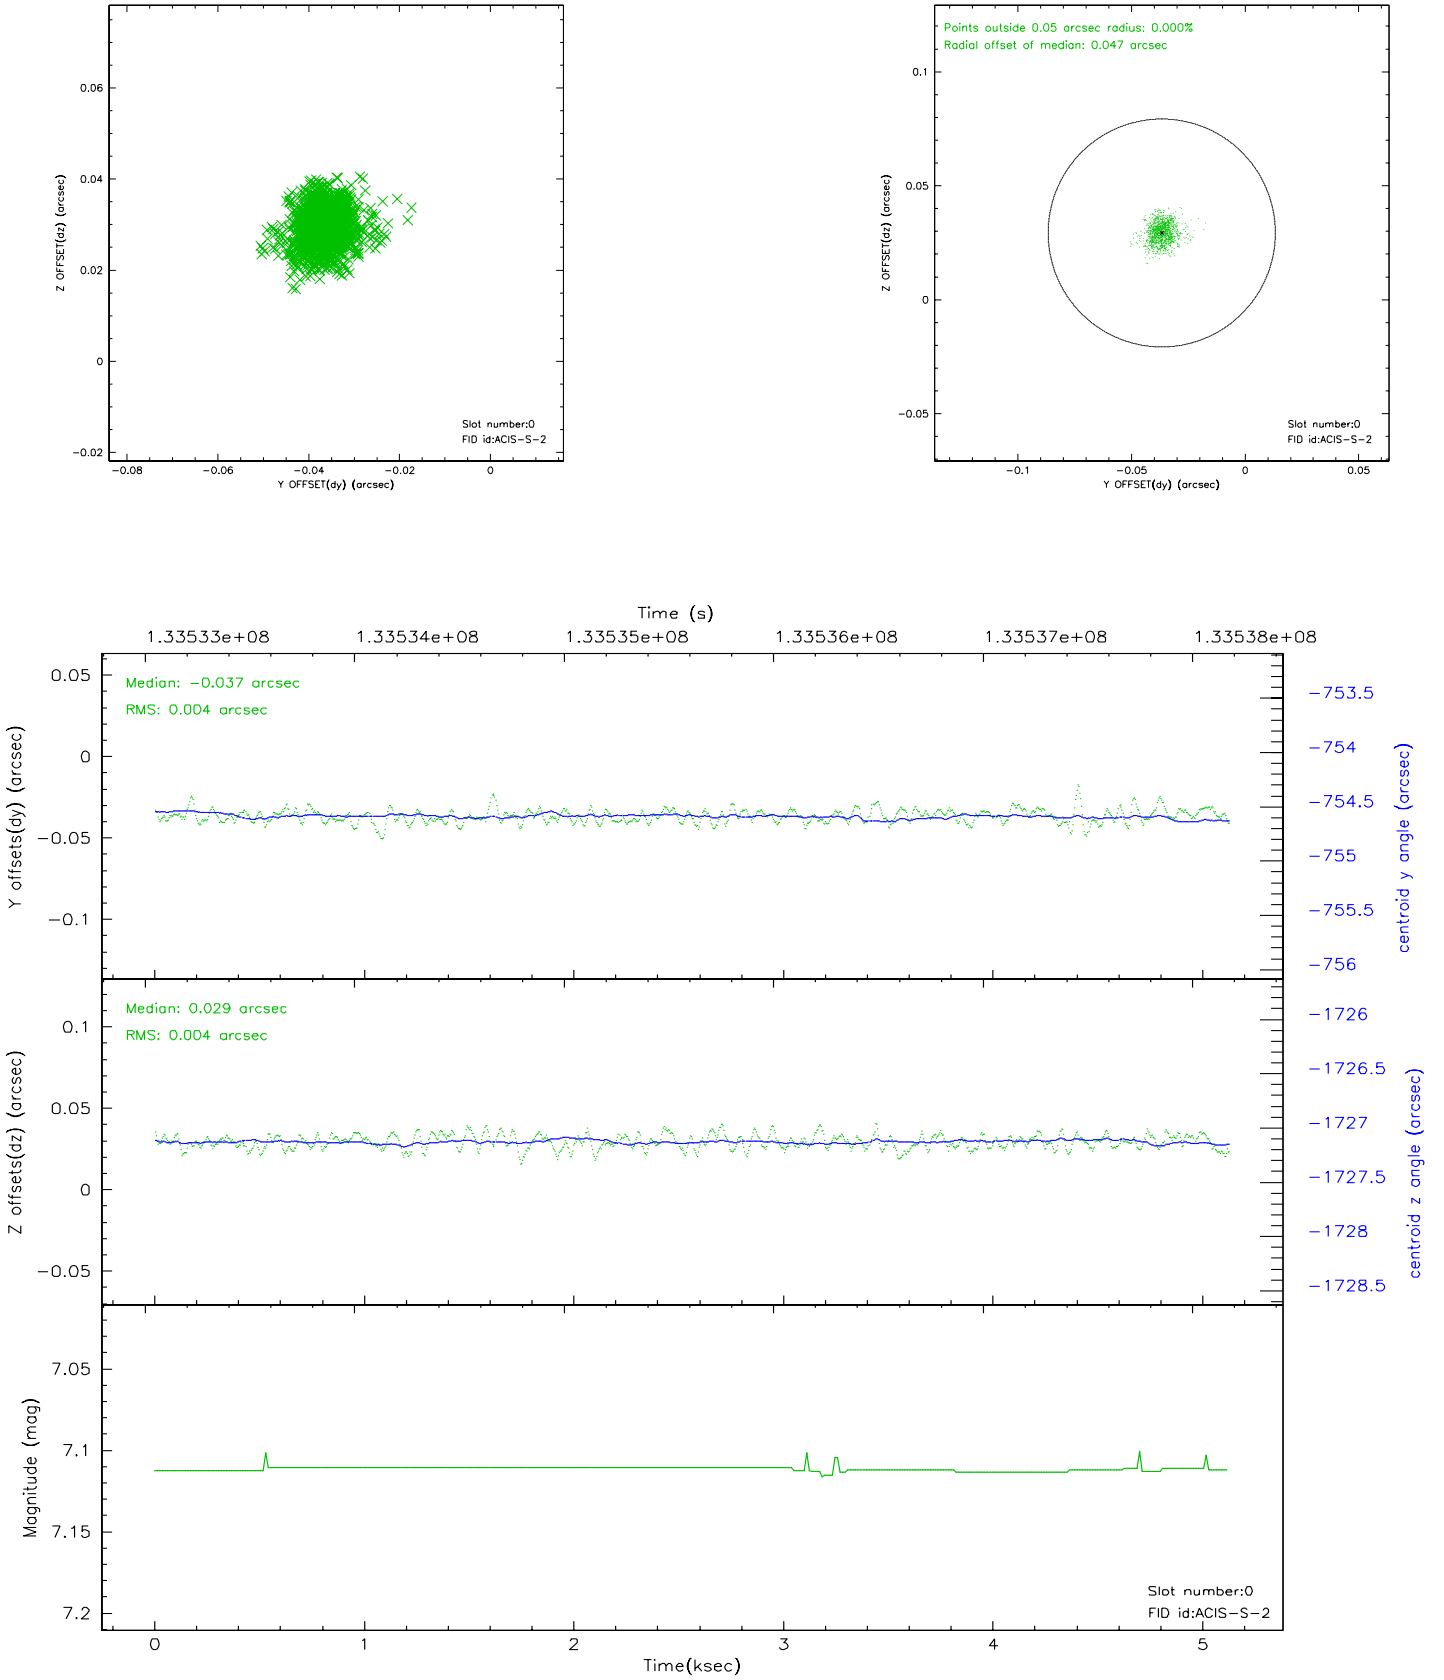 0.06
0.04
0.02
0
−0.02
Z OFFSET(dz) (arcsec)
Slot number:0
FID id:ACIS−S−2
−0.08 −0.06 −0.04 −0.02 0
Y OFFSET(dy) (arcsec)
Points outside 0.05 arcsec radius: 0.000%
Radial offset of median: 0.047 arcsec
0.1
0.05
0
−0.05
Z OFFSET(dz) (arcsec)
Slot number:0
FID id:ACIS−S−2
−0.1 −0.05 0 0.05
Y OFFSET(dy) (arcsec)
Time (s)
1.33533e+08 1.33534e+08 1.33535e+08 1.33536e+08 1.33537e+08 1.33538e+08
Median: −0.037 arcsec
RMS: 0.004 arcsec
0.05
0
−0.05
−0.1
Y offsets(dy) (arcsec)
−753.5
−754
−754.5
−755
−755.5
−756
centroid y angle (arcsec)
Median: 0.029 arcsec
RMS: 0.004 arcsec
0.1
0.05
0
−0.05
Z offsets(dz) (arcsec)
−1726
−1726.5
−1727
−1727.5
−1728
−1728.5
centroid z angle (arcsec)
7.05
7.1
7.15
7.2
Magnitude (mag)
Slot number:0
FID id:ACIS−S−2
0 1 2 3 4 5
Time(ksec)